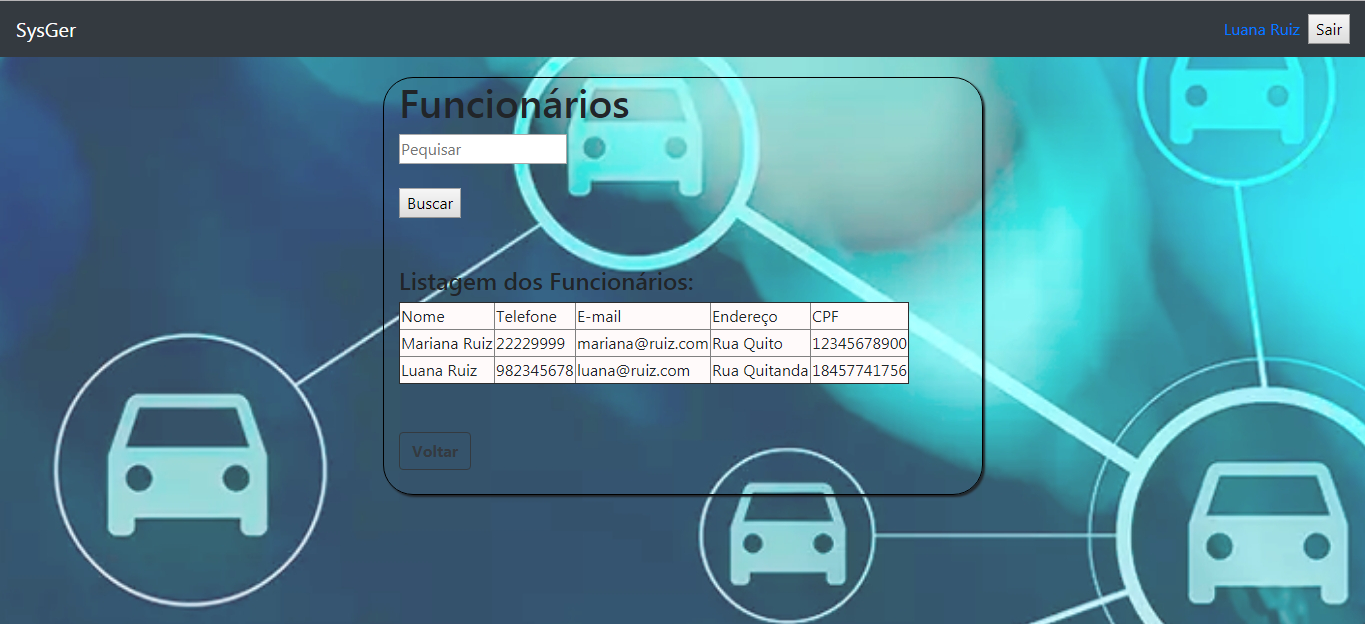 SysGer Luana Ruiz Sair
Funcionários
Pequisar
Buscar
Listagem dos Funcionários:
Nome Telefone E-mail Endereço CPF
Mariana Ruiz 22229999 mariana@ruiz.com Rua Quito 12345678900
Luana Ruiz 982345678 luana@ruiz.com Rua Quitanda 18457741756
Voltar